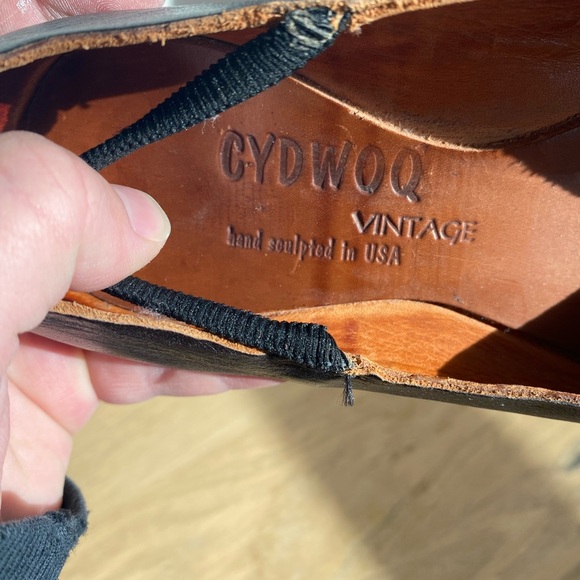 CYDWOQ
VINTAGE
hand sculpted in USA